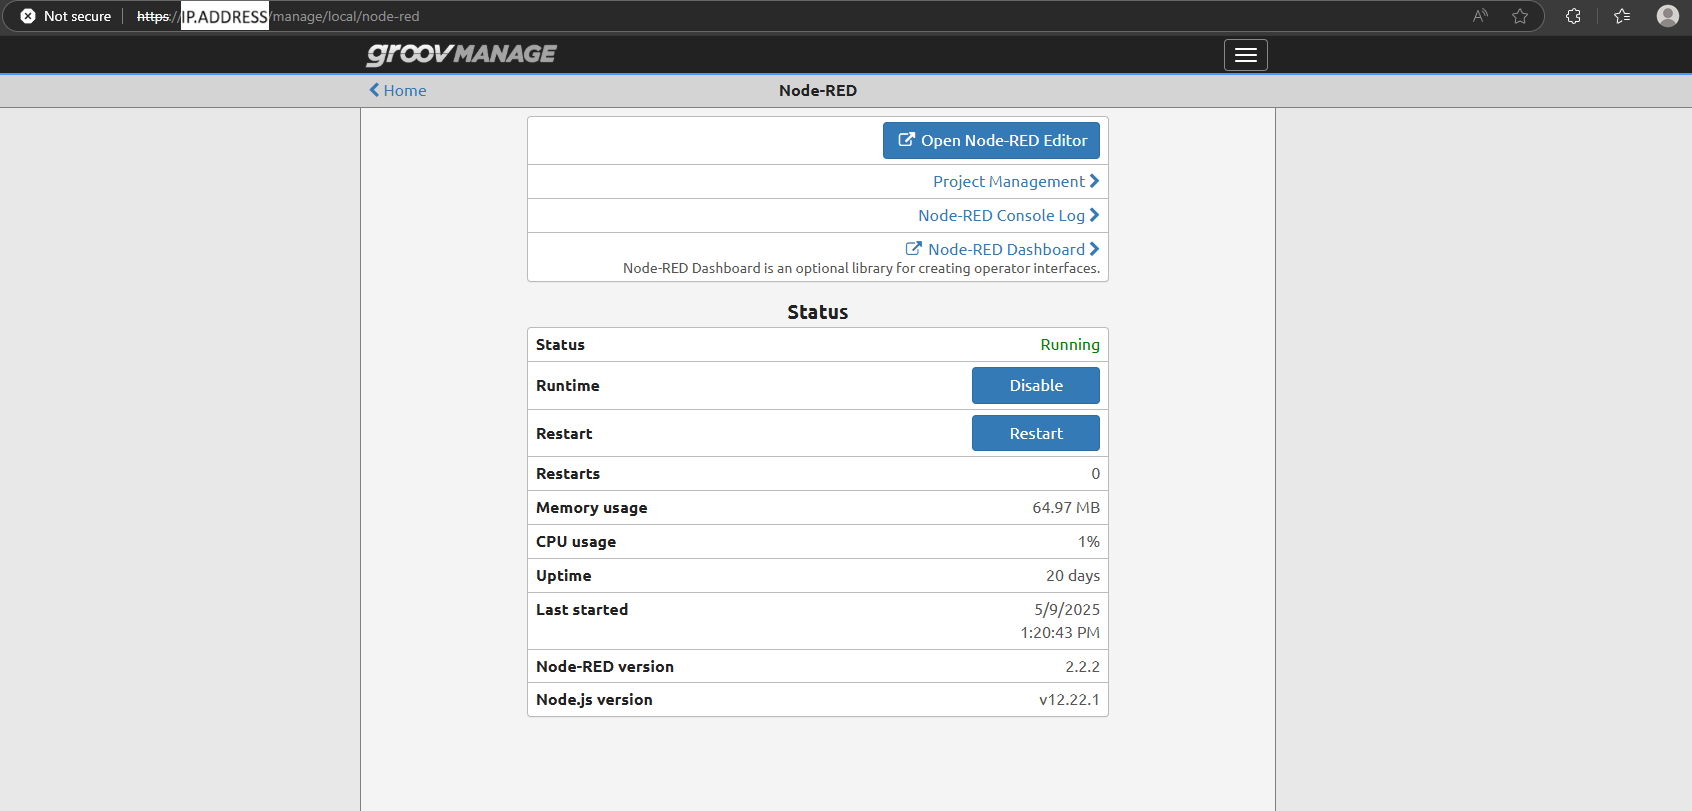 Not secure https://IP.ADDRESS/manage/local/node-red
groov MANAGE
Home Node-RED
Open Node-RED Editor
Project Management
Node-RED Console Log
Node-RED Dashboard
Node-RED Dashboard is an optional library for creating operator interfaces.
Status
Status Running
Runtime Disable
Restart Restart
Restarts 0
Memory usage 64.97 MB
CPU usage 1%
Uptime 20 days
Last started 5/9/2025
1:20:43 PM
Node-RED version 2.2.2
Node.js version v12.22.1